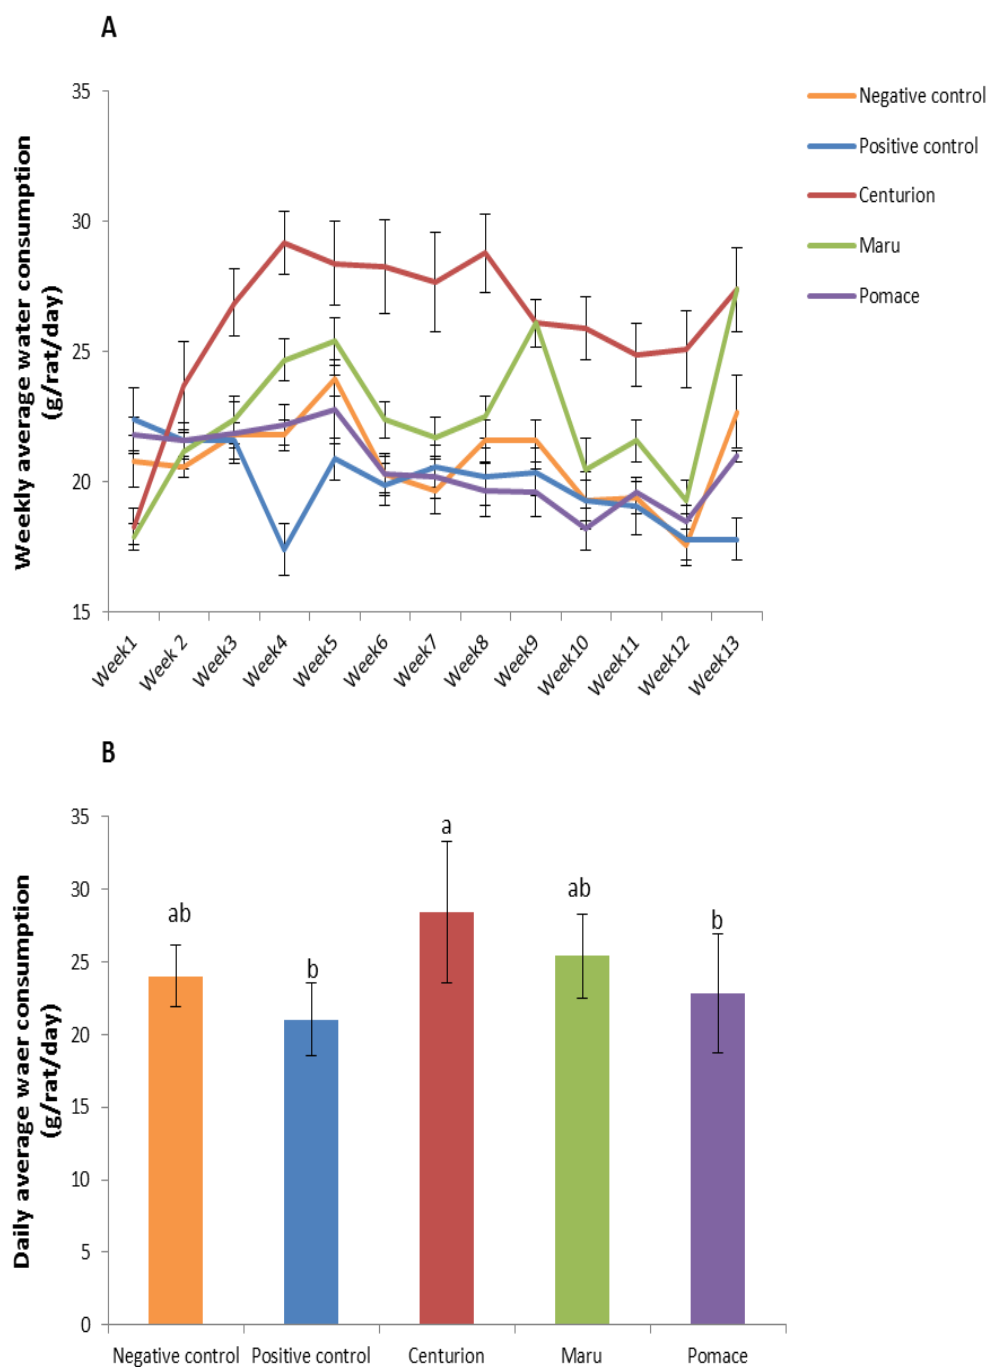 A
Weekly average water consumption
(g/rat/day)
35
30
25
20
15
Week1
Week 2
Week3
Week4
Week5
Week6
Week7
Week8
Week9
Week10
Week11
Week12
Week13
Negative control
Positive control
Centurion
Maru
Pomace
B
Daily average waer consumption
(g/rat/day)
35
30
25
20
15
10
5
0
ab
b
a
ab
b
Negative control
Positive control
Centurion
Maru
Pomace